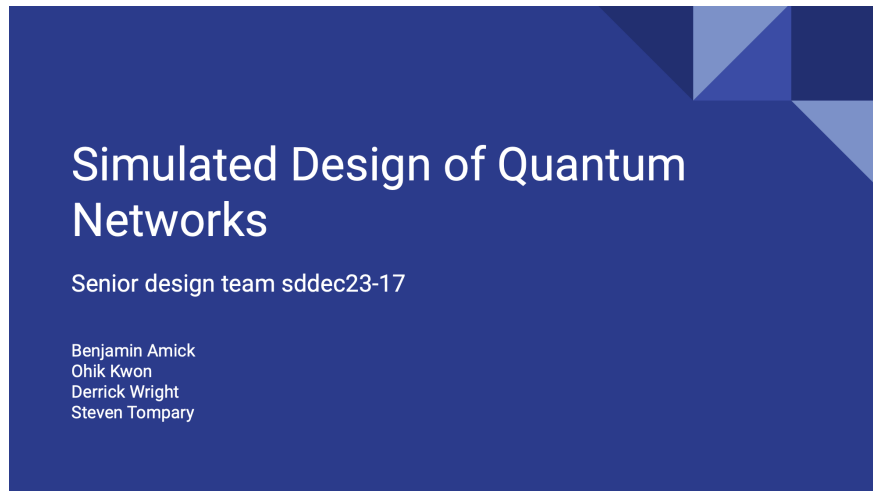 Simulated Design of Quantum
Networks
Senior design team sddec23-17
Benjamin Amick
Ohik Kwon
Derrick Wright
Steven Tompary